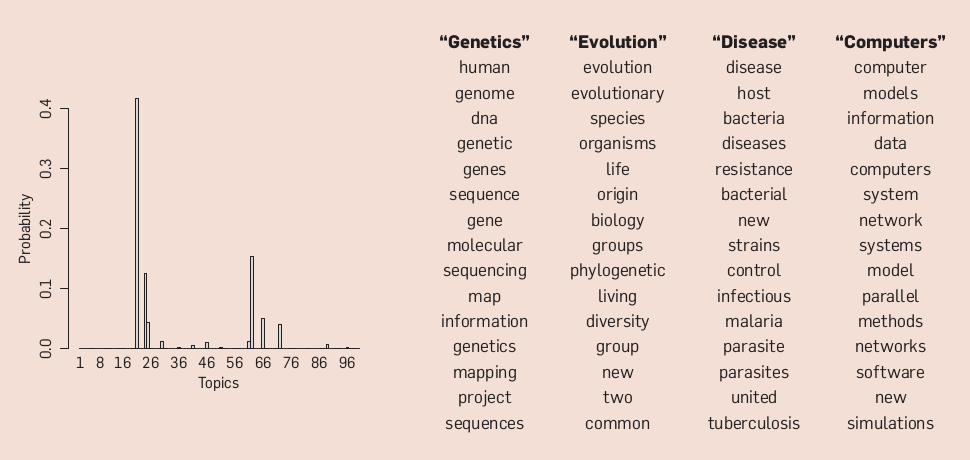 0.4
0.3
0.2
0.1
0.0
Probability
1 8 16 26 36 46 56 66 76 86 96
Topics
“Genetics” “Evolution” “Disease” “Computers”
human evolution disease computer
genome evolutionary host models
dna species bacteria information
genetic organisms diseases data
genes life resistance computers
sequence origin bacterial system
gene biology new network
molecular groups strains systems
sequencing phylogenetic control model
map living infectious parallel
information diversity malaria methods
genetics group parasite networks
mapping new parasites software
project two united new
sequences common tuberculosis simulations